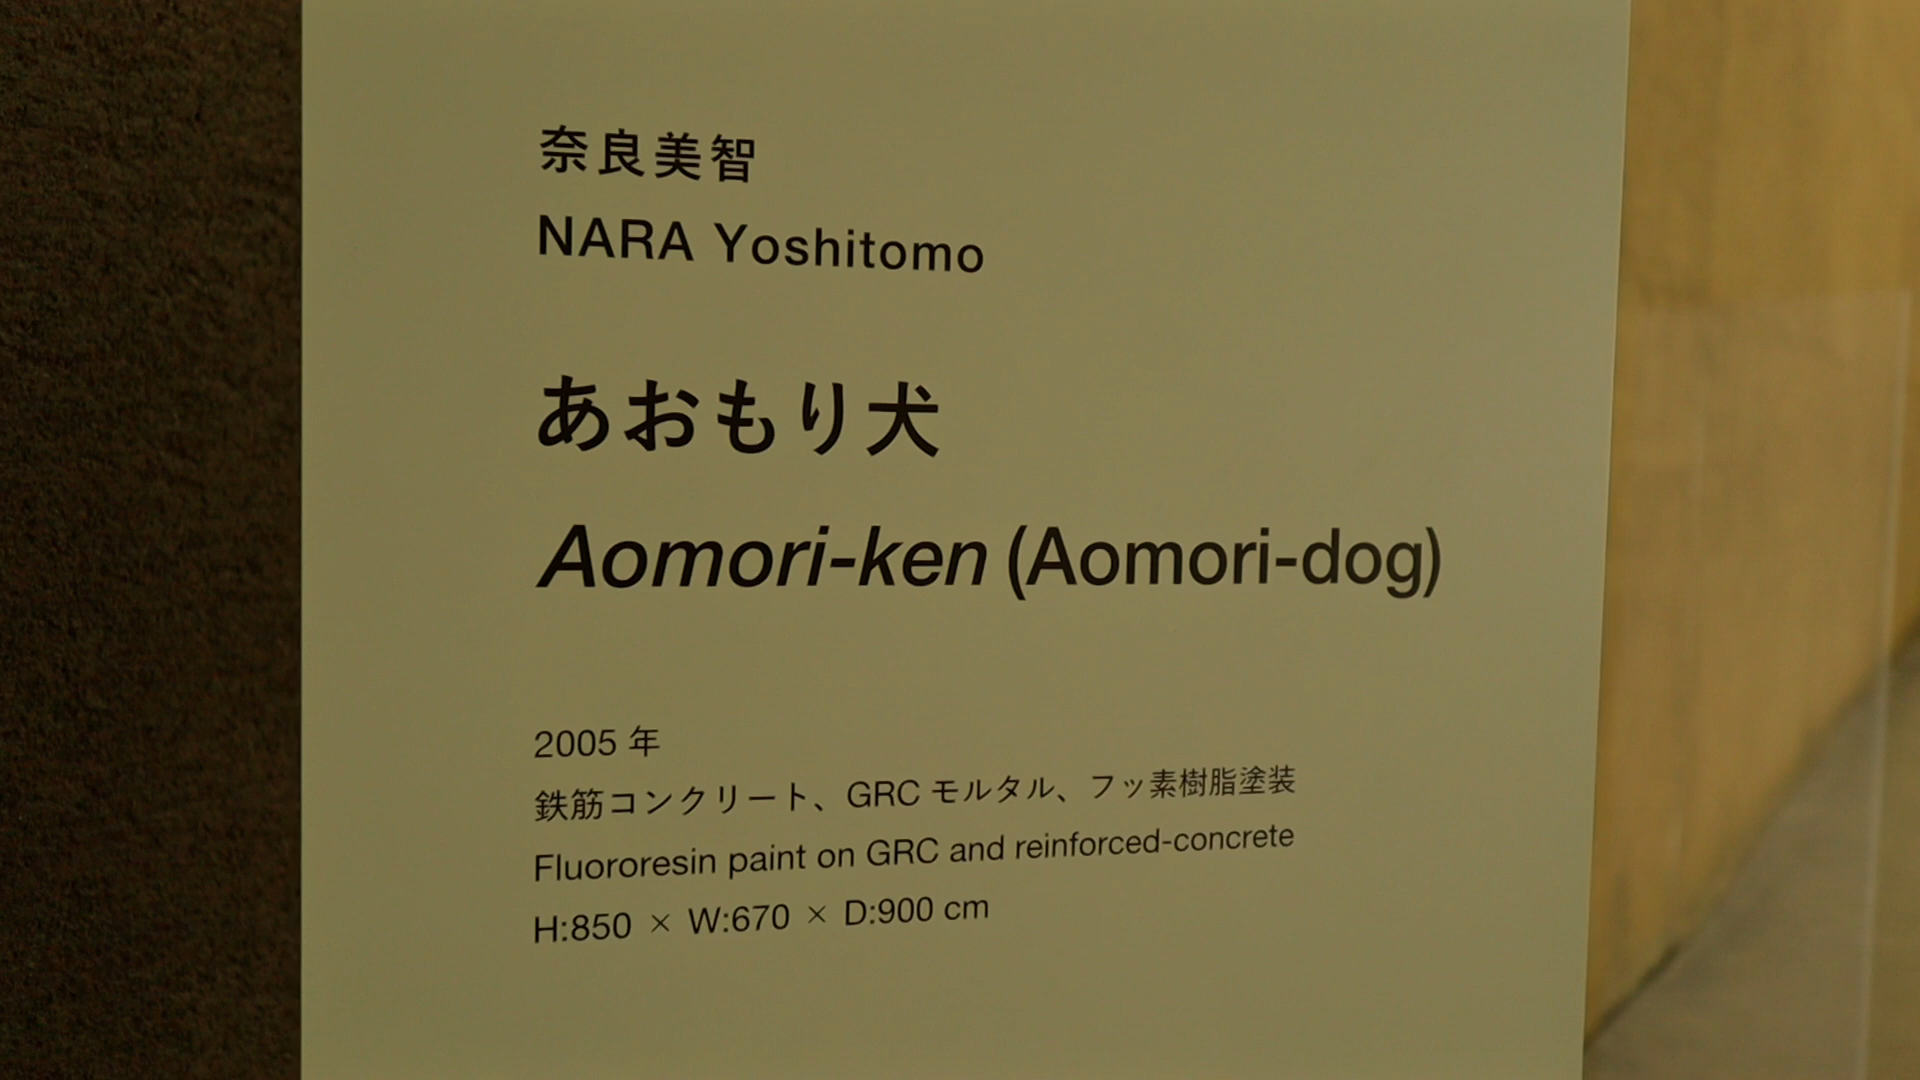 奈良美智
NARA Yoshitomo
あおもり犬
Aomori-ken (Aomori-dog)
2005 年
鉄筋コンクリート、GRC モルタル、フッ素樹脂塗装
Fluororesin paint on GRC and reinforced-concrete
H:850 × W:670 × D:900 cm